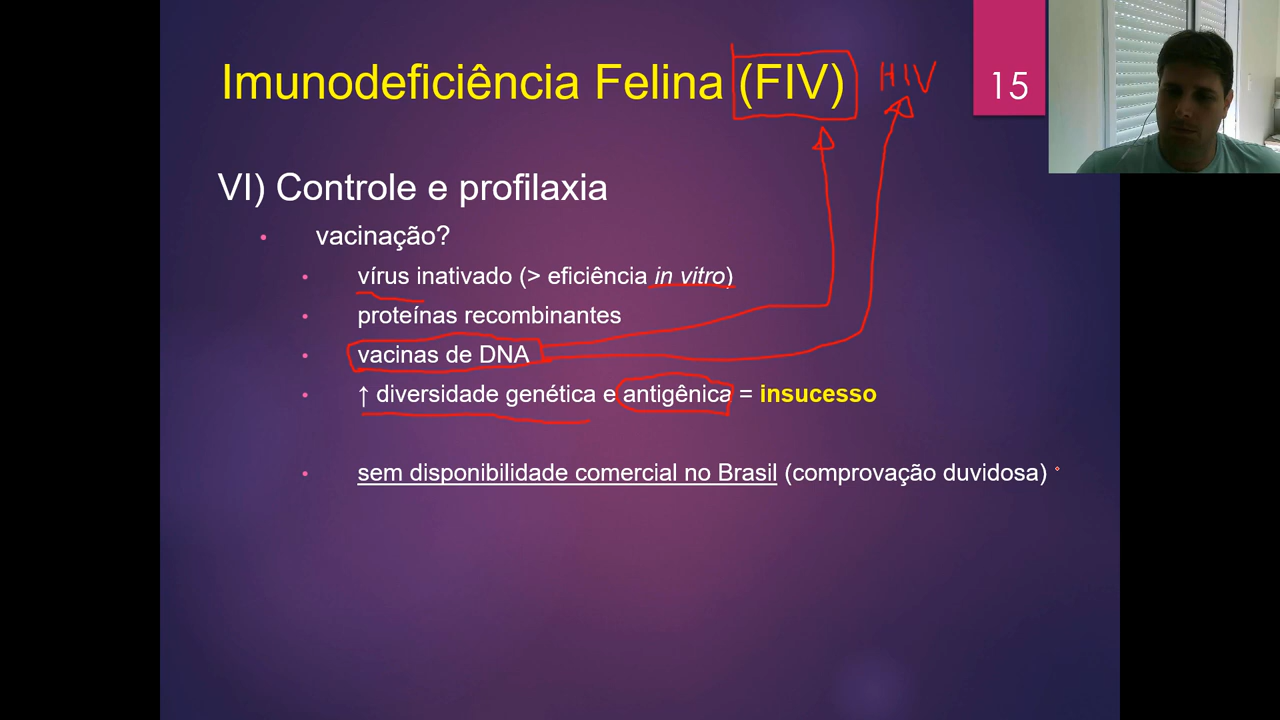 Imunodeficiência Felina (FIV) HIV
15
VI) Controle e profilaxia
vacinação?
vírus inativado (> eficiência in vitro)
proteínas recombinantes
vacinas de DNA
↑ diversidade genética e antigênica = insucesso
sem disponibilidade comercial no Brasil (comprovação duvidosa)